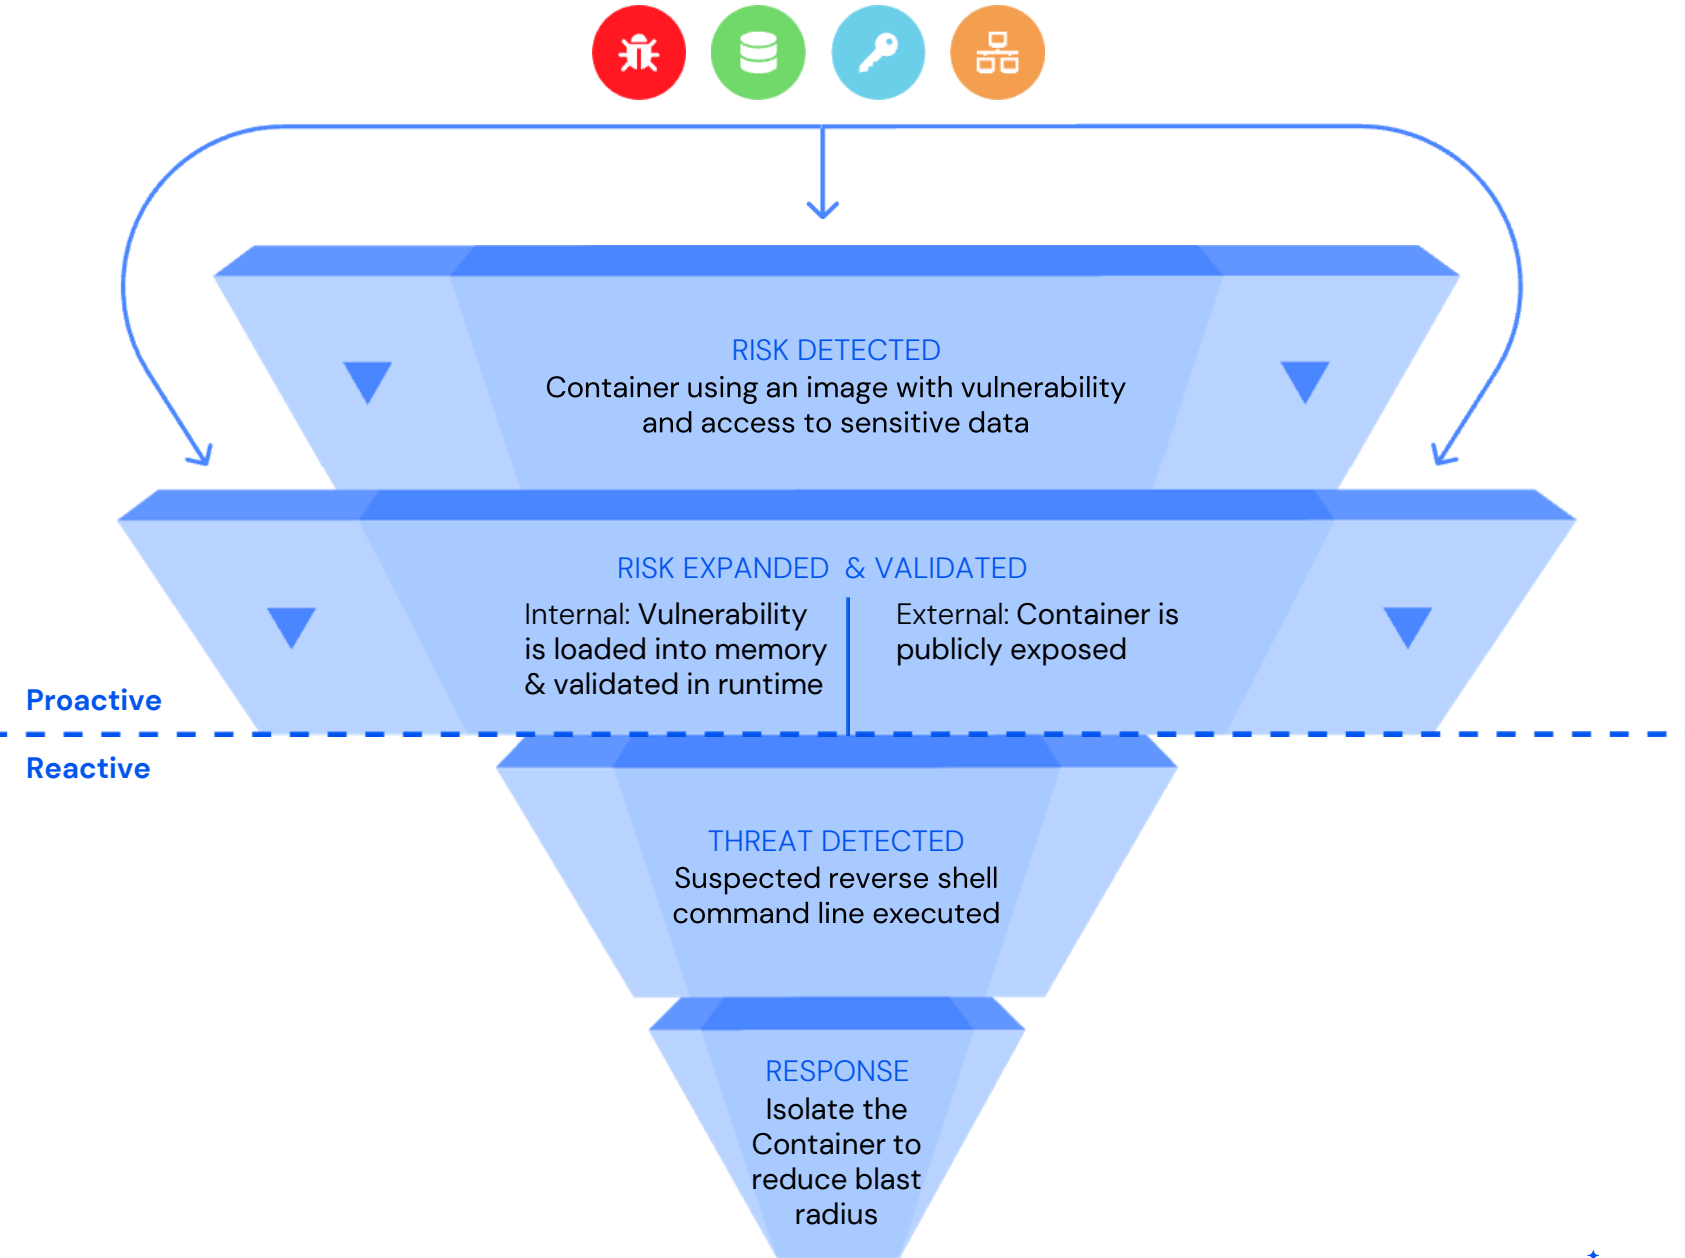 RISK DETECTED
Container using an image with vulnerability
and access to sensitive data
RISK EXPANDED & VALIDATED
Internal: Vulnerability
is loaded into memory
& validated in runtime
External: Container is
publicly exposed
Proactive
Reactive
THREAT DETECTED
Suspected reverse shell
command line executed
RESPONSE
Isolate the
Container to
reduce blast
radius